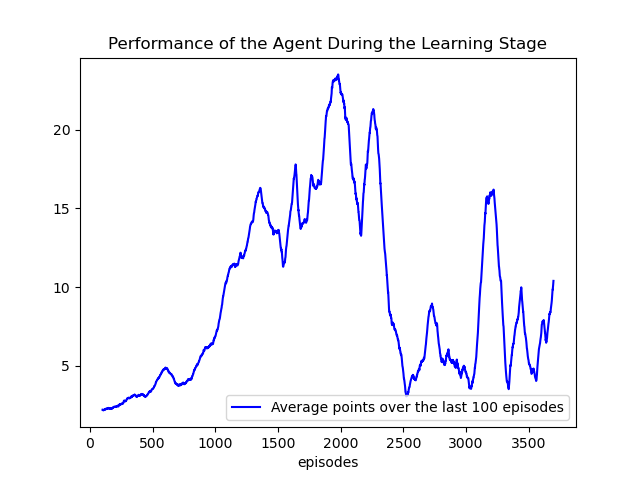 Performance of the Agent During the Learning Stage
20
15
10
5
Average points over the last 100 episodes
0 500 1000 1500 2000 2500 3000 3500
episodes